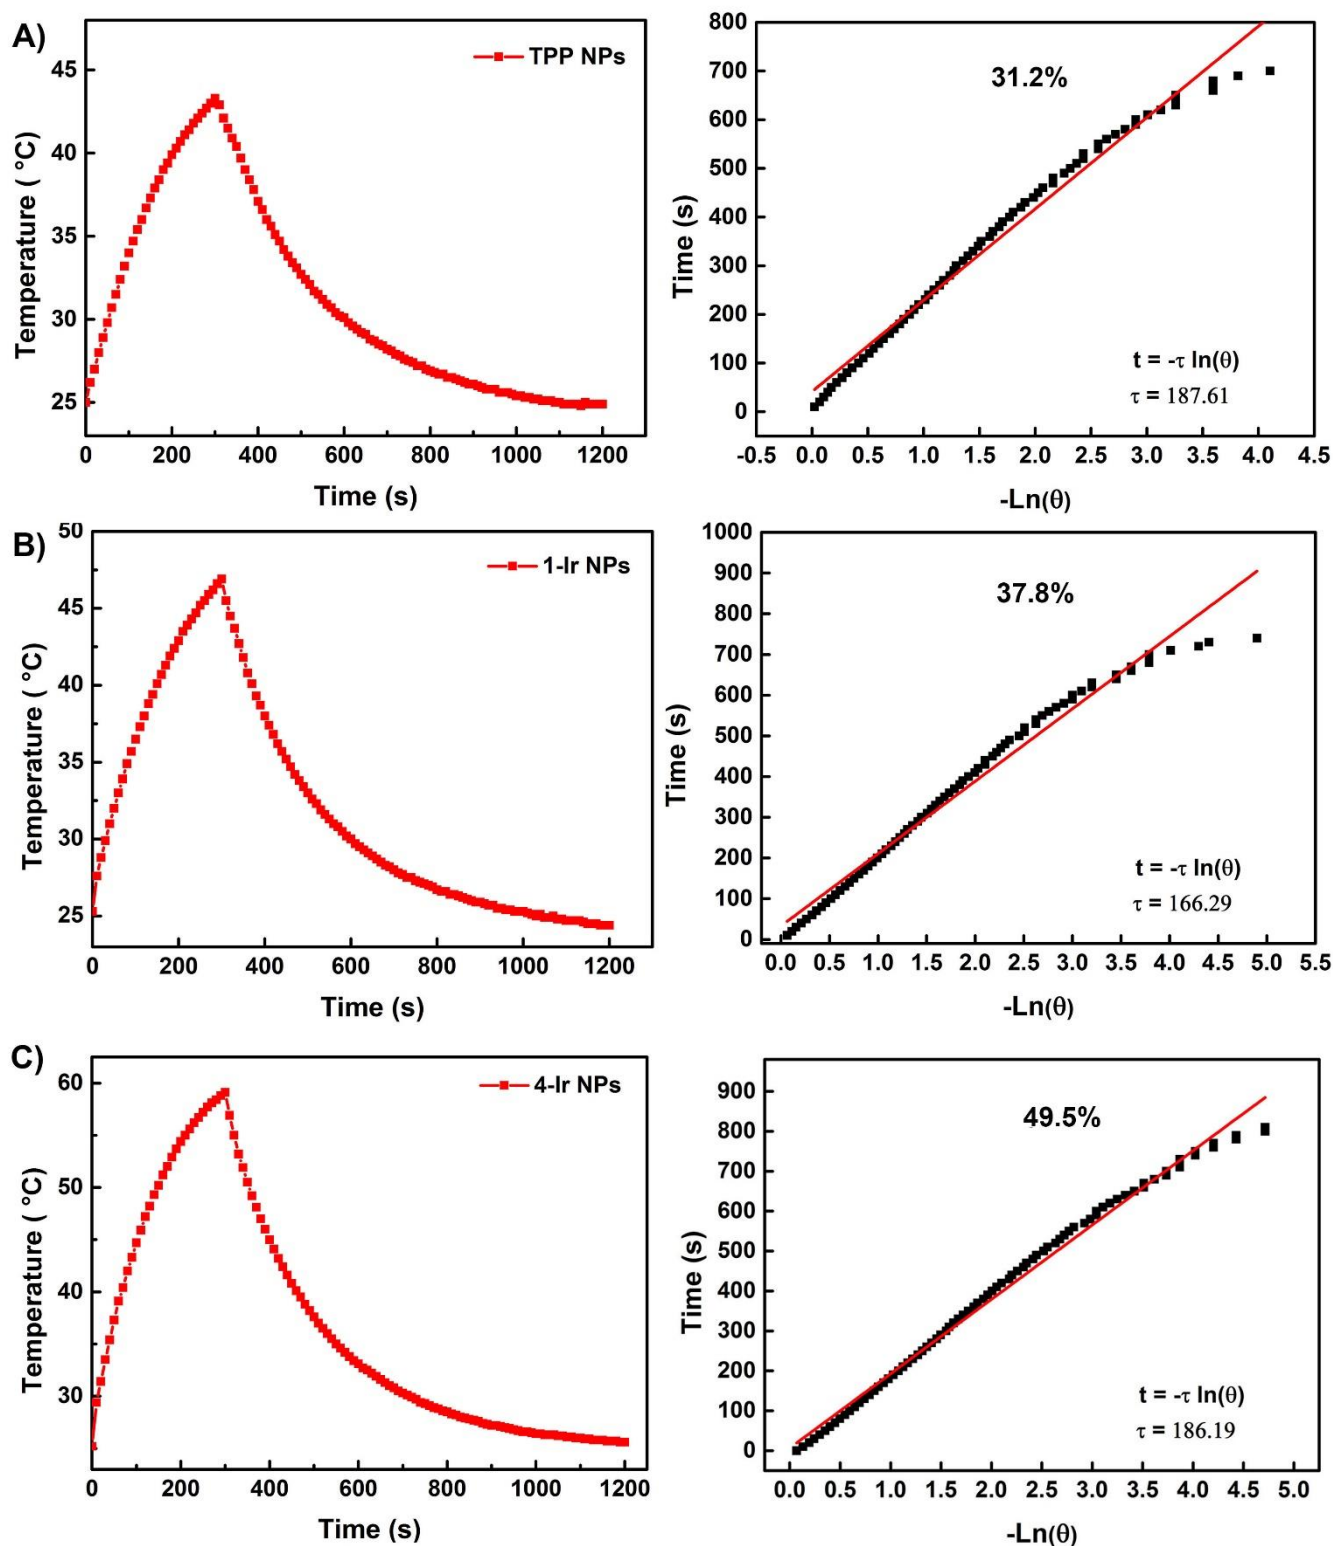 A)
TPP NPs
45
40
35
30
25
Temperature ( °C)
0 200 400 600 800 1000 1200
Time (s)
800
700
600
500
400
300
200
100
0
Time (s)
31.2%
t = -τ ln(θ)
τ = 187.61
-0.5 0.0 0.5 1.0 1.5 2.0 2.5 3.0 3.5 4.0 4.5
-Ln(θ)
B)
1-Ir NPs
50
45
40
35
30
25
Temperature ( °C)
0 200 400 600 800 1000 1200
Time (s)
1000
900
800
700
600
500
400
300
200
100
0
Time (s)
37.8%
t = -τ ln(θ)
τ = 166.29
0.0 0.5 1.0 1.5 2.0 2.5 3.0 3.5 4.0 4.5 5.0 5.5
-Ln(θ)
C)
4-Ir NPs
60
50
40
30
Temperature ( °C)
0 200 400 600 800 1000 1200
Time (s)
900
800
700
600
500
400
300
200
100
0
Time (s)
49.5%
t = -τ ln(θ)
τ = 186.19
0.0 0.5 1.0 1.5 2.0 2.5 3.0 3.5 4.0 4.5 5.0
-Ln(θ)